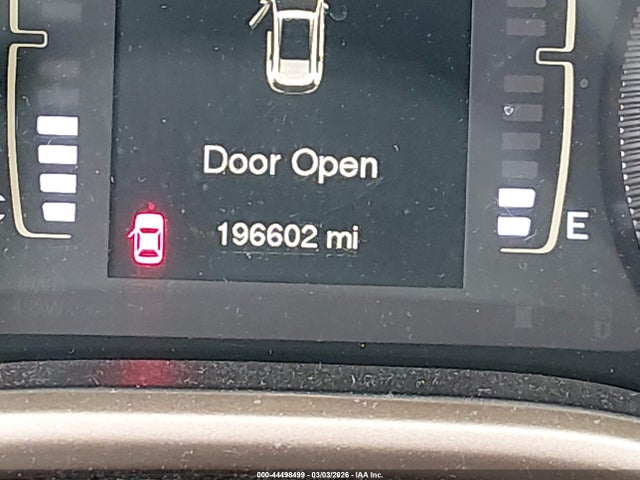 Door Open
196602 mi
E
000-44498499 - 03/03/2026 - IAA Inc.